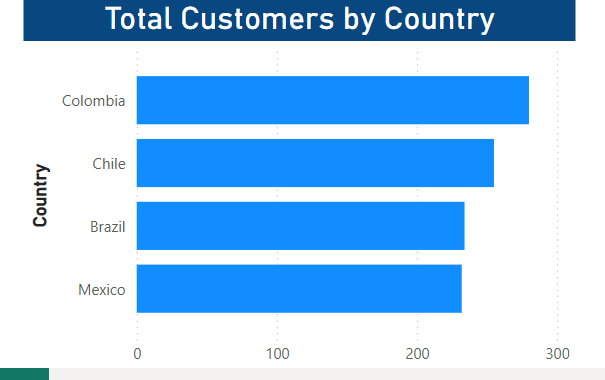 Total Customers by Country
Country
Colombia
Chile
Brazil
Mexico
0 100 200 300